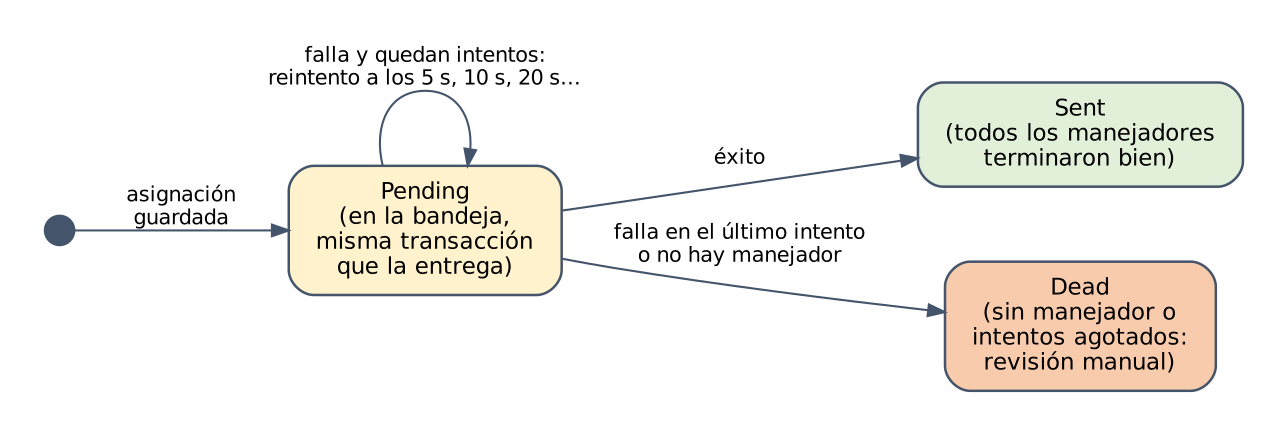 falla y quedan intentos:
reintento a los 5 s, 10 s, 20 s...
asignación
guardada
Pending
(en la bandeja,
misma transacción
que la entrega)
éxito
falla en el último intento
o no hay manejador
Sent
(todos los manejadores
terminaron bien)
Dead
(sin manejador o
intentos agotados:
revisión manual)